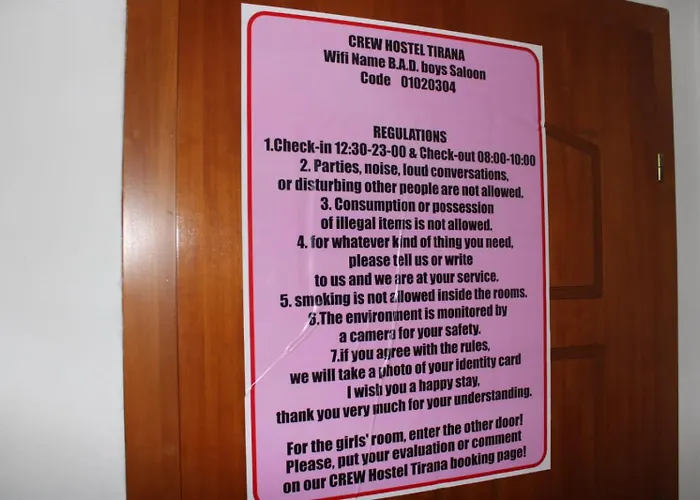 CREW HOSTEL TIRANA
Wifi Name B.A.D. boys Saloon
Code 01020304
REGULATIONS
1.Check-in 12:30-23-00 & Check-out 08:00-10:00
2. Parties, noise, loud conversations,
or disturbing other people are not allowed.
3. Consumption or possession
of illegal items is not allowed.
4. for whatever kind of thing you need,
please tell us or write
to us and we are at your service.
5. smoking is not allowed inside the rooms.
6.The environment is monitored by
a camera for your safety.
7.if you agree with the rules,
we will take a photo of your identity card
I wish you a happy stay,
thank you very much for your understanding.
For the girls' room, enter the other door!
Please, put your evaluation or comment
on our CREW Hostel Tirana booking page!